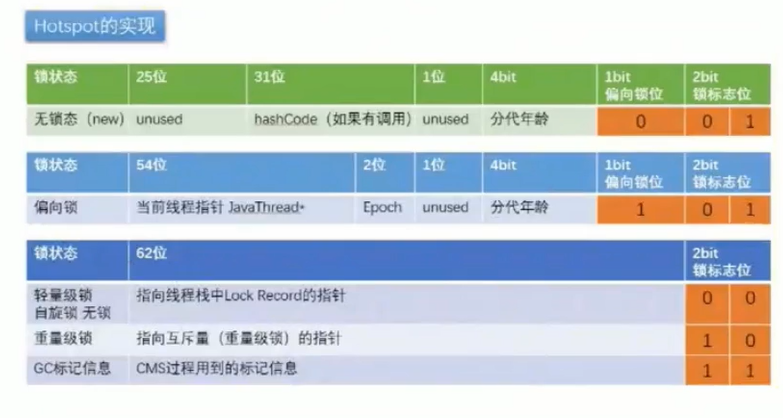 Hotspot的实现
锁状态 25位 31位 1位 4bit 1bit 2bit
偏向锁位 锁标志位
无锁态（new） unused hashCode（如果有调用） unused 分代年龄 0 0 1
锁状态 54位 2位 1位 4bit 1bit 2bit
偏向锁位 锁标志位
偏向锁 当前线程指针 JavaThread* Epoch unused 分代年龄 1 0 1
锁状态 62位 2bit
锁标志位
轻量级锁 指向线程栈中Lock Record的指针 0 0
自旋锁 无锁
重量级锁 指向互斥量（重量级锁）的指针 1 0
GC标记信息 CMS过程用到的标记信息 1 1